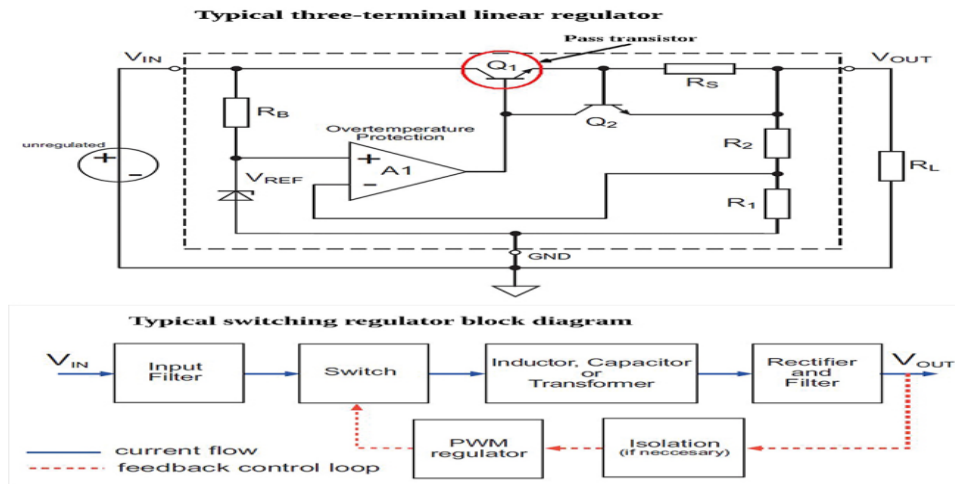 Typical three-terminal linear regulator
Pass transistor
VIN
Q1
VOUT
RS
RB
Q2
Overtemperature
Protection
unregulated
+
-
+
A1
-
VREF
R2
RL
R1
GND
Typical switching regulator block diagram
VIN
Input
Filter
Switch
Inductor, Capacitor
or
Transformer
Rectifier
and
Filter
VOUT
PWM
regulator
Isolation
(if neccesary)
current flow
feedback control loop